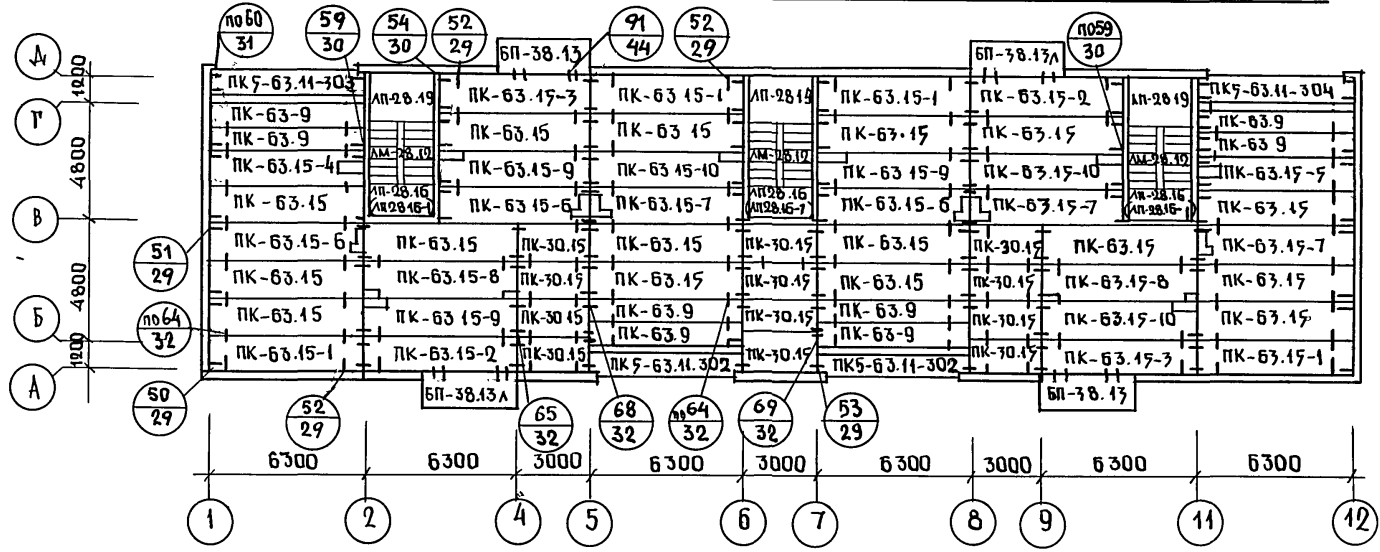 по 60
31
59
30
54
30
52
29
БП-38.13
91
44
52
29
БП-38.13л
по59
30
Д
Г
В
Б
А
1200
4800
4800
1200
ПК5-63.11-303
ПК-63-9
ПК-63.9
ПК-63.15-4
ПК-63.15
ПК-63.15-6
ПК-63.15
ПК-63.15
ПК-63.15-1
ЛП-28.19
ЛМ-28.12
ЛП-28.16
ЛП28.16-1
ПК-63.15
ПК-63.15-8
ПК-63.15-9
ПК-63.15-2
БП-38.13л
ПК-63.15-3
ПК-63.15
ПК-63.15-9
ПК-63.15-6
ПК-30.15
ПК-30.15
ПК-30.15
ПК-30.15
ПК-63.15-1
ПК-63 15
ПК-63.15-10
ПК-63.15-7
ПК-63.15
ПК-63.15
ПК-63.9
ПК-63.9
ПК5-63.11.302
ЛП-2819
ЛМ-28.12
ЛП28.16
ЛП28.16-1
ПК-30.15
ПК-30.15
ПК-30.15
ПК-30.15
ПК-63.15-1
ПК-63.15
ПК-63.15-9
ПК-63.15-6
ПК-63.15
ПК-63.15
ПК-63.9
ПК-63-9
ПК5-63.11-302
ПК-63.15-2
ПК-63.15
ПК-63.15-10
ПК-63.15-7
ПК-30.15
ПК-30.15
ПК-30.15
ПК-30.15
ЛП-28.19
ЛМ-28.12
ЛП-28.16
ЛП-28.16-1
ПК-63.15
ПК-63.15-8
ПК-63.15-10
ПК-63.15-3
БП-38.13
ПК5-63.11-304
ПК-63.9
ПК-63 9
ПК-63.15-5
ПК-63.15
ПК-63.15-7
ПК-63.15
ПК-63.15
ПК-63.15-1
51
29
по 64
32
50
29
52
29
65
32
68
32
по 64
32
69
32
53
29
6300 6300 3000 6300 3000 6300 3000 6300 6300
1 2 4 5 6 7 8 9 11 12